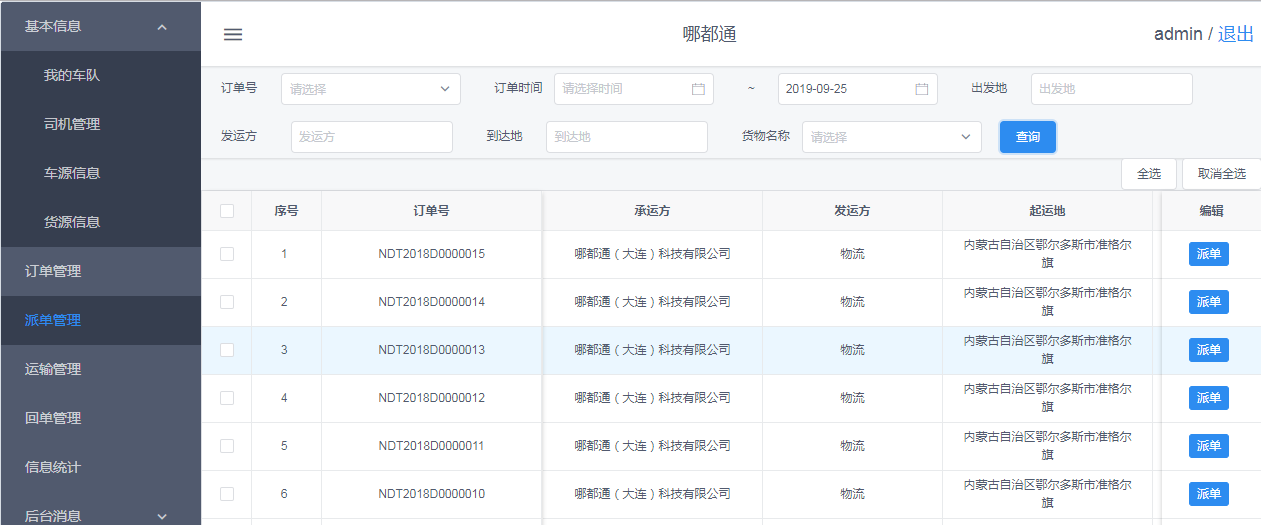 基本信息
我的车队
司机管理
车源信息
货源信息
订单管理
派单管理
运输管理
回单管理
信息统计
后台消息
哪都通
admin / 退出
订单号 请选择 订单时间 请选择时间 ~ 2019-09-25 出发地 出发地
发运方 发运方 到达地 到达地 货物名称 请选择 查询
全选 取消全选
序号 订单号 承运方 发运方 起运地 编辑
1 NDT2018D0000015 哪都通（大连）科技有限公司 物流 内蒙古自治区鄂尔多斯市准格尔旗 派单
2 NDT2018D0000014 哪都通（大连）科技有限公司 物流 内蒙古自治区鄂尔多斯市准格尔旗 派单
3 NDT2018D0000013 哪都通（大连）科技有限公司 物流 内蒙古自治区鄂尔多斯市准格尔旗 派单
4 NDT2018D0000012 哪都通（大连）科技有限公司 物流 内蒙古自治区鄂尔多斯市准格尔旗 派单
5 NDT2018D0000011 哪都通（大连）科技有限公司 物流 内蒙古自治区鄂尔多斯市准格尔旗 派单
6 NDT2018D0000010 哪都通（大连）科技有限公司 物流 内蒙古自治区鄂尔多斯市准格尔旗 派单